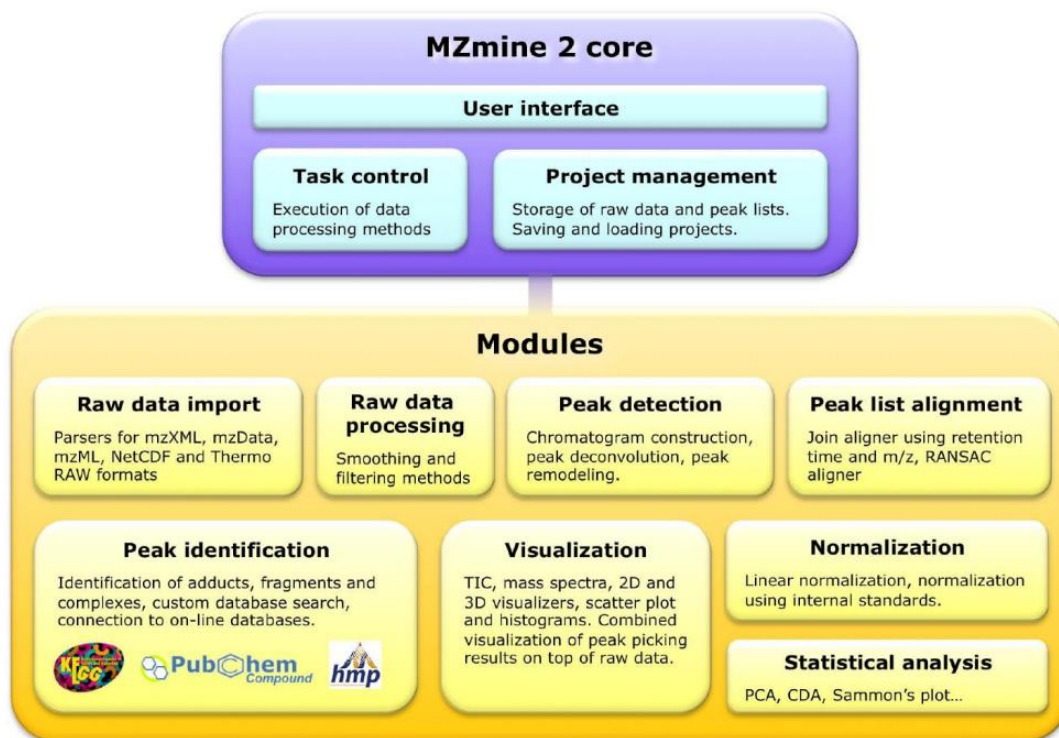 MZmine 2 core
User interface
Task control
Execution of data
processing methods
Project management
Storage of raw data and peak lists.
Saving and loading projects.
Modules
Raw data import
Parsers for mzXML, mzData,
mzML, NetCDF and Thermo
RAW formats
Raw data
processing
Smoothing and
filtering methods
Peak detection
Chromatogram construction,
peak deconvolution, peak
remodeling.
Peak list alignment
Join aligner using retention
time and m/z, RANSAC
aligner
Peak identification
Identification of adducts, fragments and
complexes, custom database search,
connection to on-line databases.
KEGG
PubChem
Compound
hmp
Visualization
TIC, mass spectra, 2D and
3D visualizers, scatter plot
and histograms. Combined
visualization of peak picking
results on top of raw data.
Normalization
Linear normalization, normalization
using internal standards.
Statistical analysis
PCA, CDA, Sammon's plot…